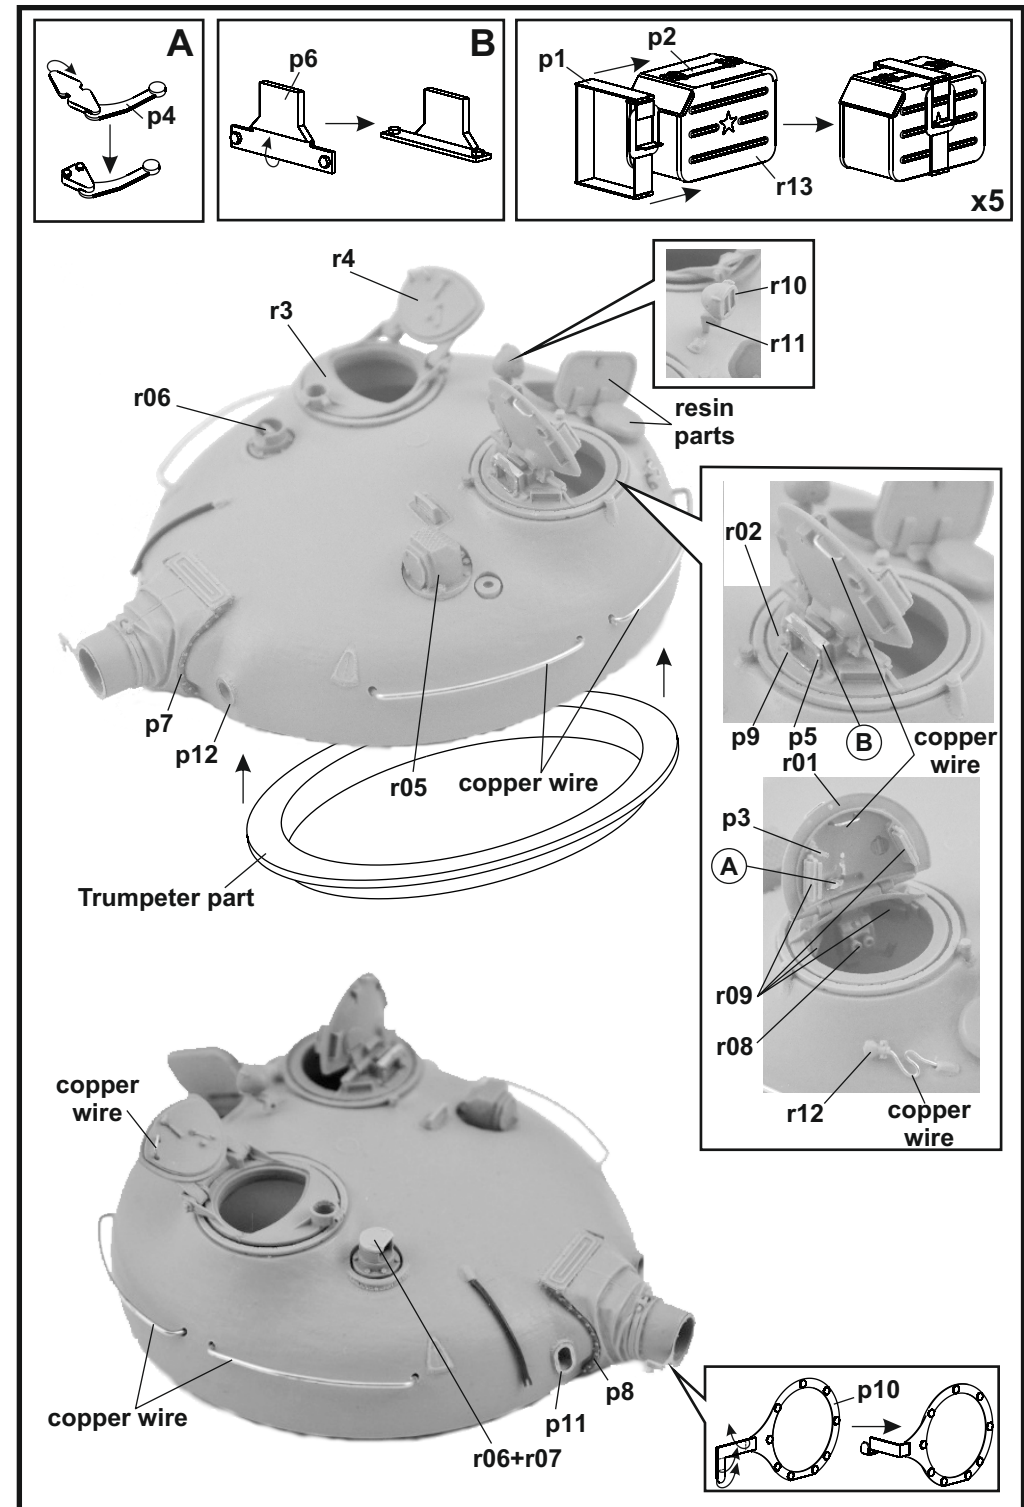 A
p4
B
p6
p1
p2
r13
x5
r4
r3
r06
r10
r11
resin
parts
r02
p7
p12
r05
copper wire
p9
p5
B
copper
wire
r01
p3
A
Trumpeter part
r09
r08
r12
copper
wire
copper
wire
copper wire
p11
p8
r06+r07
p10